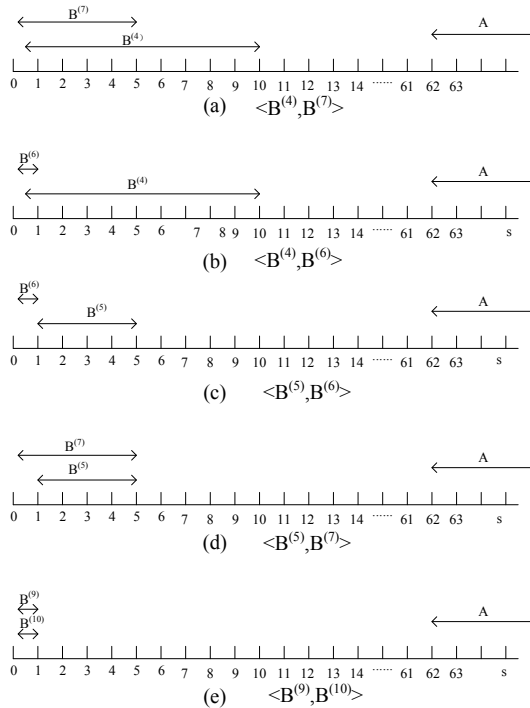 B(7)
B(4) A
0 1 2 3 4 5 6 7 8 9 10 11 12 13 14 ...... 61 62 63
(a) <B(4),B(7)>
B(6)
B(4) A
0 1 2 3 4 5 6 7 8 9 10 11 12 13 14 ...... 61 62 63 s
(b) <B(4),B(6)>
B(6)
B(5) A
0 1 2 3 4 5 6 7 8 9 10 11 12 13 14 ...... 61 62 63 s
(c) <B(5),B(6)>
B(7)
B(5) A
0 1 2 3 4 5 6 7 8 9 10 11 12 13 14 ...... 61 62 63 s
(d) <B(5),B(7)>
B(9)
B(10) A
0 1 2 3 4 5 6 7 8 9 10 11 12 13 14 ...... 61 62 63 s
(e) <B(9),B(10)>